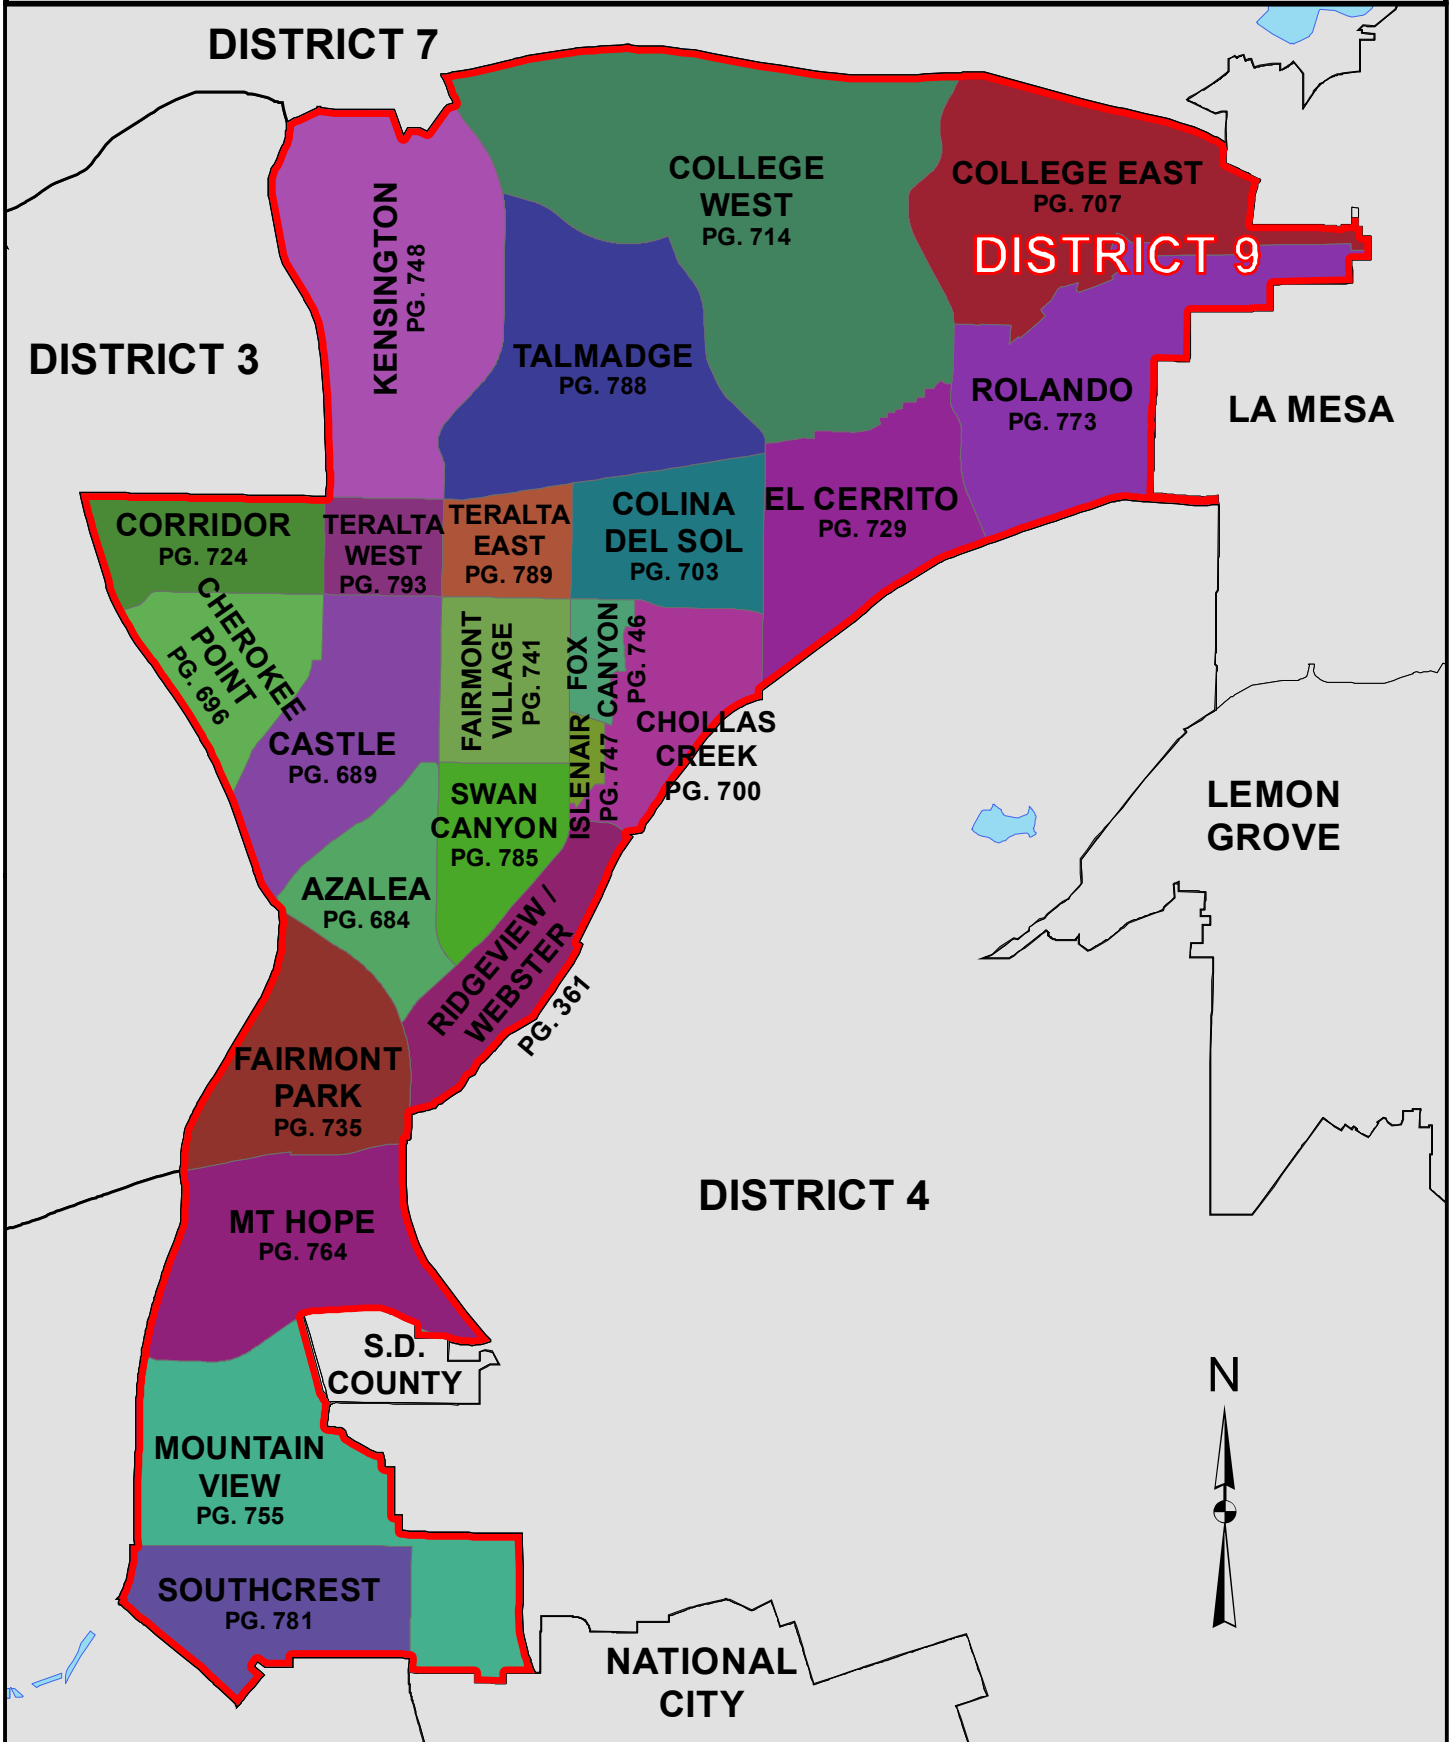 DISTRICT 7
COLLEGE
WEST
PG. 714
COLLEGE EAST
PG. 707
DISTRICT 9
KENSINGTON
PG. 748
DISTRICT 3
TALMADGE
PG. 788
ROLANDO
PG. 773
LA MESA
CORRIDOR
PG. 724
TERALTA
WEST
PG. 793
TERALTA
EAST
PG. 789
COLINA
DEL SOL
PG. 703
EL CERRITO
PG. 729
CHEROKEE
POINT
PG. 696
CASTLE
PG. 689
FAIRMONT
VILLAGE
PG. 741
FOX
CANYON
PG. 746
ISLENAIR
PG. 747
CHOLLAS
CREEK
PG. 700
SWAN
CANYON
PG. 785
LEMON
GROVE
AZALEA
PG. 684
RIDGEVIEW /
WEBSTER
PG. 361
FAIRMONT
PARK
PG. 735
DISTRICT 4
MT HOPE
PG. 764
S.D.
COUNTY
N
MOUNTAIN
VIEW
PG. 755
SOUTHCREST
PG. 781
NATIONAL
CITY